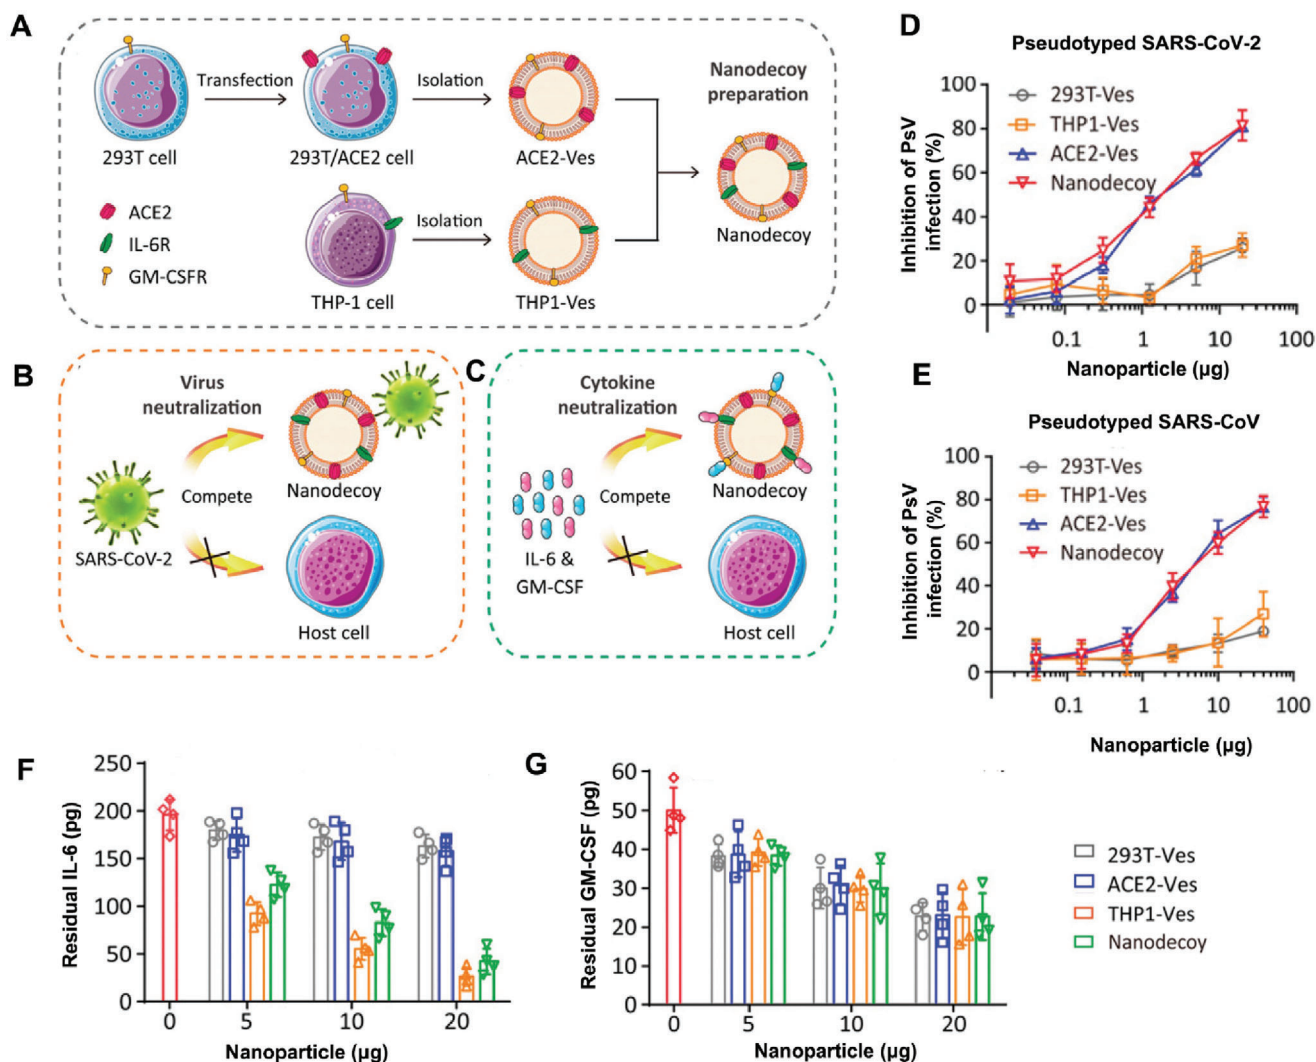 A
293T cell
Transfection
293T/ACE2 cell
Isolation
ACE2-Ves
Nanodecoy
preparation
Nanodecoy
ACE2
IL-6R
GM-CSFR
THP-1 cell
Isolation
THP1-Ves
B
Virus
neutralization
Nanodecoy
Compete
SARS-CoV-2
Host cell
C
Cytokine
neutralization
Nanodecoy
Compete
IL-6 &
GM-CSF
Host cell
D
Pseudotyped SARS-CoV-2
Inhibition of PsV
infection (%)
100
80
60
40
20
0
293T-Ves
THP1-Ves
ACE2-Ves
Nanodecoy
0.1
1
10
100
Nanoparticle (µg)
E
Pseudotyped SARS-CoV
Inhibition of PsV
infection (%)
100
80
60
40
20
0
293T-Ves
THP1-Ves
ACE2-Ves
Nanodecoy
0.1
1
10
100
Nanoparticle (µg)
F
Residual IL-6 (pg)
250
200
150
100
50
0
0
5
10
20
Nanoparticle (µg)
G
Residual GM-CSF (pg)
60
50
40
30
20
10
0
0
5
10
20
Nanoparticle (µg)
293T-Ves
ACE2-Ves
THP1-Ves
Nanodecoy